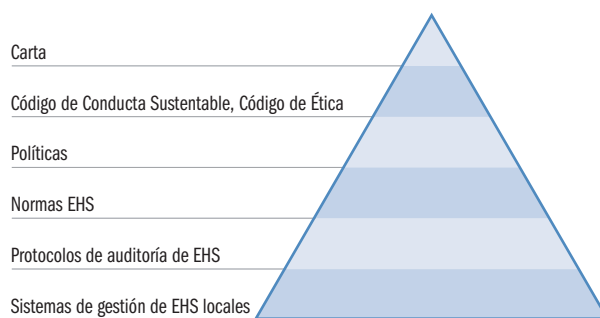 Carta
Código de Conducta Sustentable, Código de Ética
Políticas
Normas EHS
Protocolos de auditoría de EHS
Sistemas de gestión de EHS locales